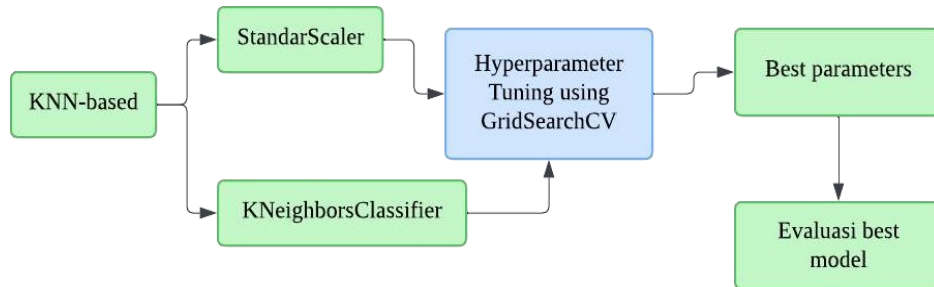 KNN-based
StandarScaler
KNeighborsClassifier
Hyperparameter
Tuning using
GridSearchCV
Best parameters
Evaluasi best
model